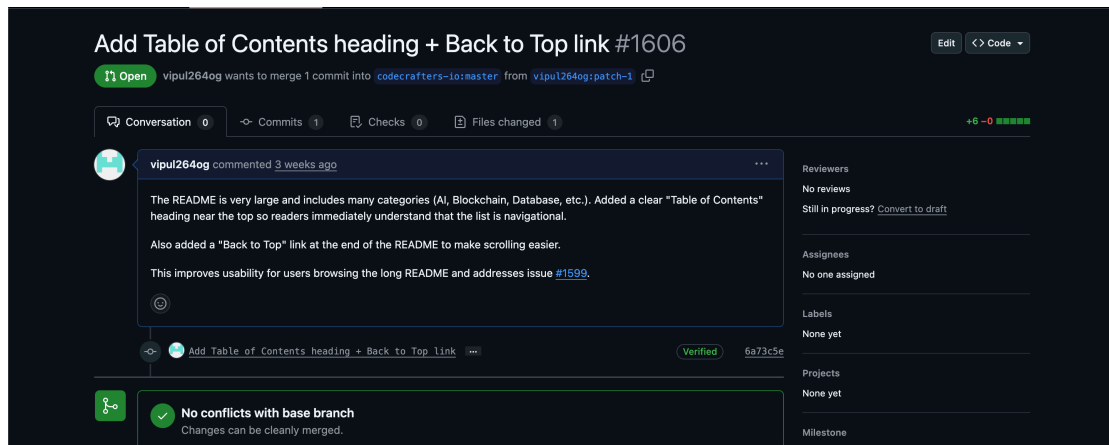 Add Table of Contents heading + Back to Top link #1606
Edit
<> Code
Open
vipul264og wants to merge 1 commit into codecrafters-io:master from vipul264og:patch-1
Conversation 0
Commits 1
Checks 0
Files changed 1
+6 −0
vipul264og commented 3 weeks ago
The README is very large and includes many categories (AI, Blockchain, Database, etc.). Added a clear "Table of Contents"
heading near the top so readers immediately understand that the list is navigational.
Also added a "Back to Top" link at the end of the README to make scrolling easier.
This improves usability for users browsing the long README and addresses issue #1599.
Add Table of Contents heading + Back to Top link
Verified
6a73c5e
No conflicts with base branch
Changes can be cleanly merged.
Reviewers
No reviews
Still in progress? Convert to draft
Assignees
No one assigned
Labels
None yet
Projects
None yet
Milestone